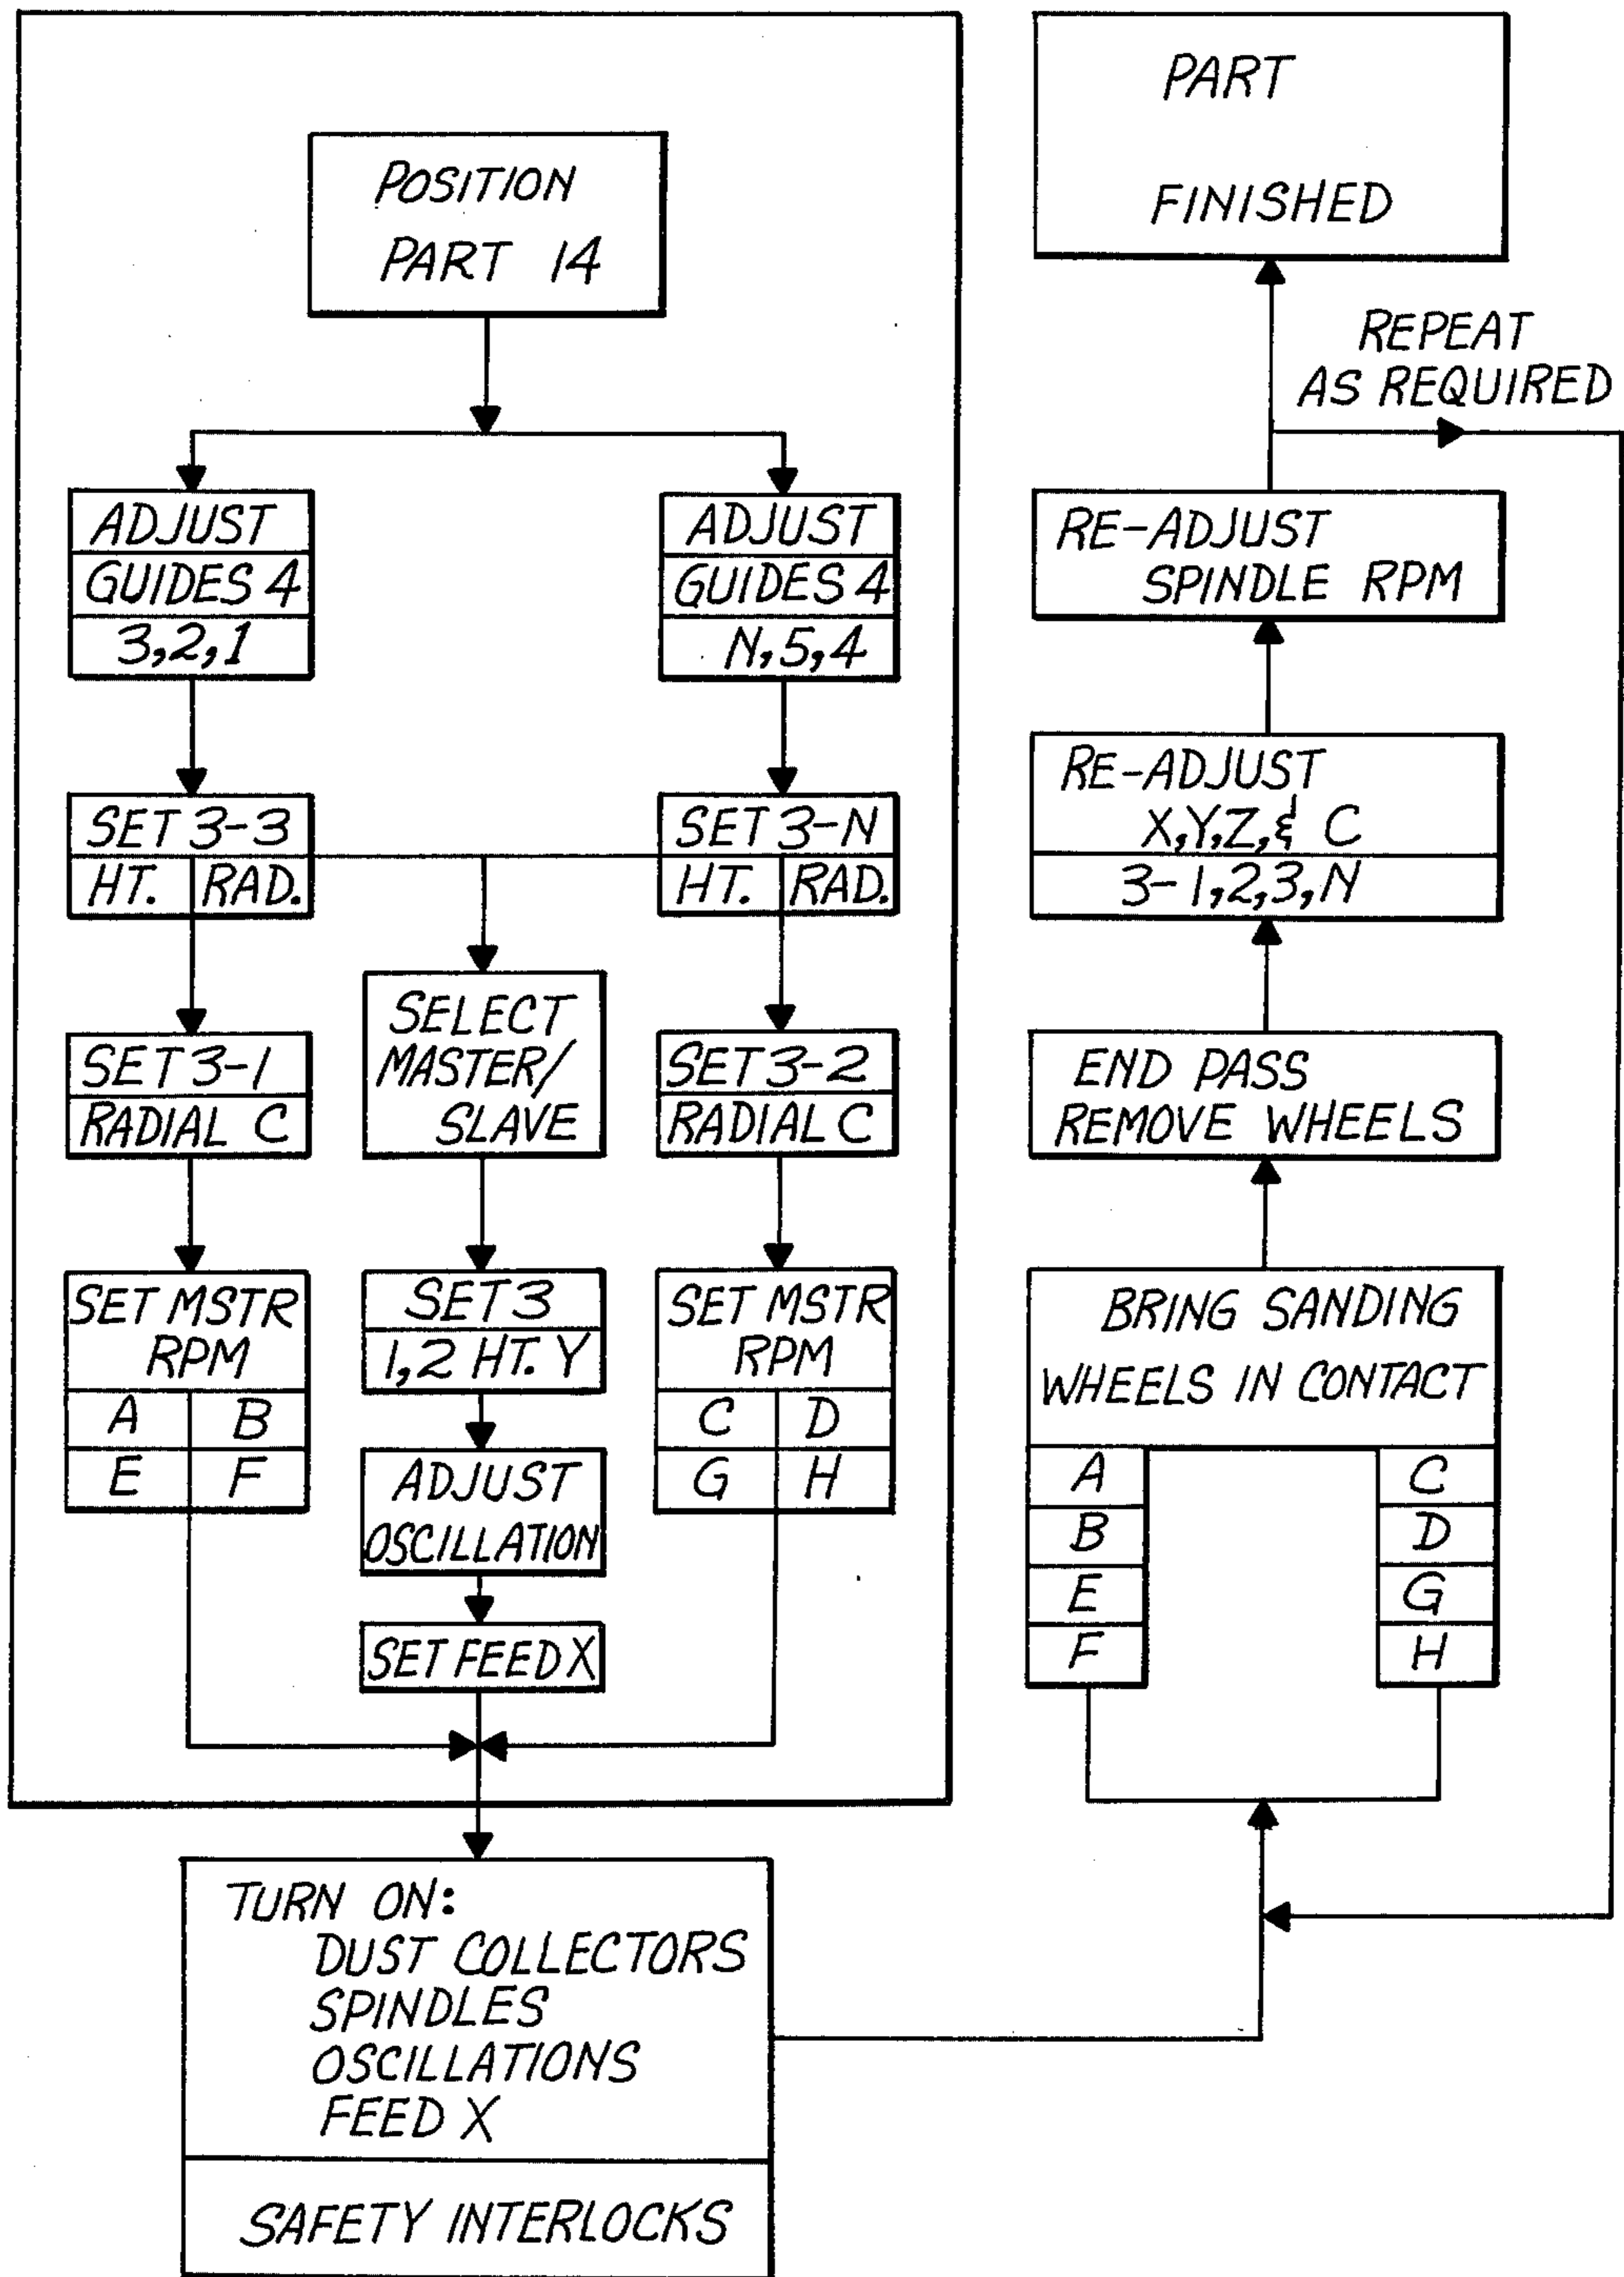 POSITION
PART 14
ADJUST
GUIDES 4
3,2,1
ADJUST
GUIDES 4
N,5,4
SET 3-3
HT. RAD.
SET 3-N
HT. RAD.
SET 3-1
RADIAL C
SELECT
MASTER/
SLAVE
SET 3-2
RADIAL C
SET MSTR
RPM
A B
E F
SET 3
1,2 HT. Y
ADJUST
OSCILLATION
SET FEED X
SET MSTR
RPM
C D
G H
TURN ON:
DUST COLLECTORS
SPINDLES
OSCILLATIONS
FEED X
SAFETY INTERLOCKS
PART
FINISHED
REPEAT
AS REQUIRED
RE-ADJUST
SPINDLE RPM
RE-ADJUST
X,Y,Z,& C
3-1,2,3,N
END PASS
REMOVE WHEELS
BRING SANDING
WHEELS IN CONTACT
A
B
E
F
C
D
G
H